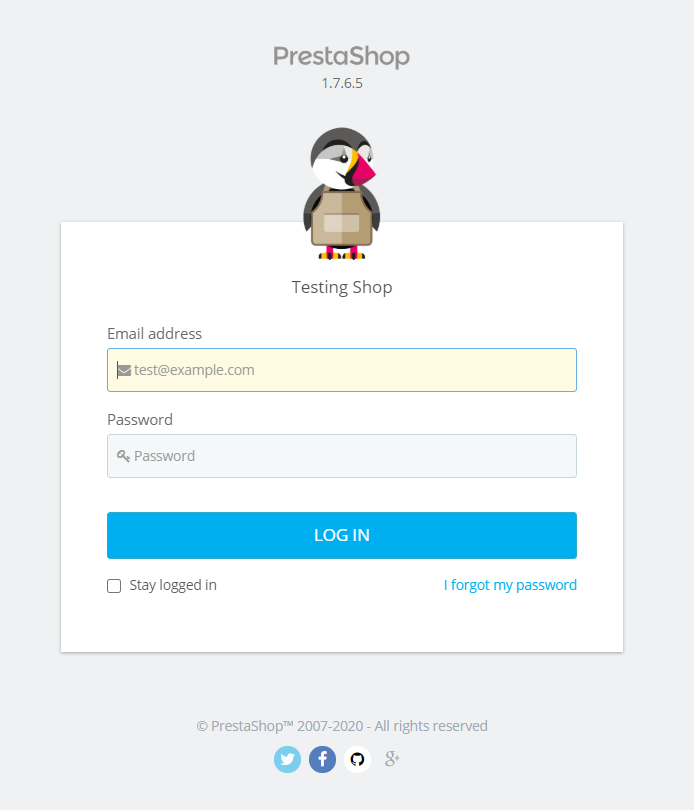 PrestaShop
1.7.6.5
Testing Shop
Email address
test@example.com
Password
Password
LOG IN
Stay logged in
I forgot my password
© PrestaShop™ 2007-2020 - All rights reserved